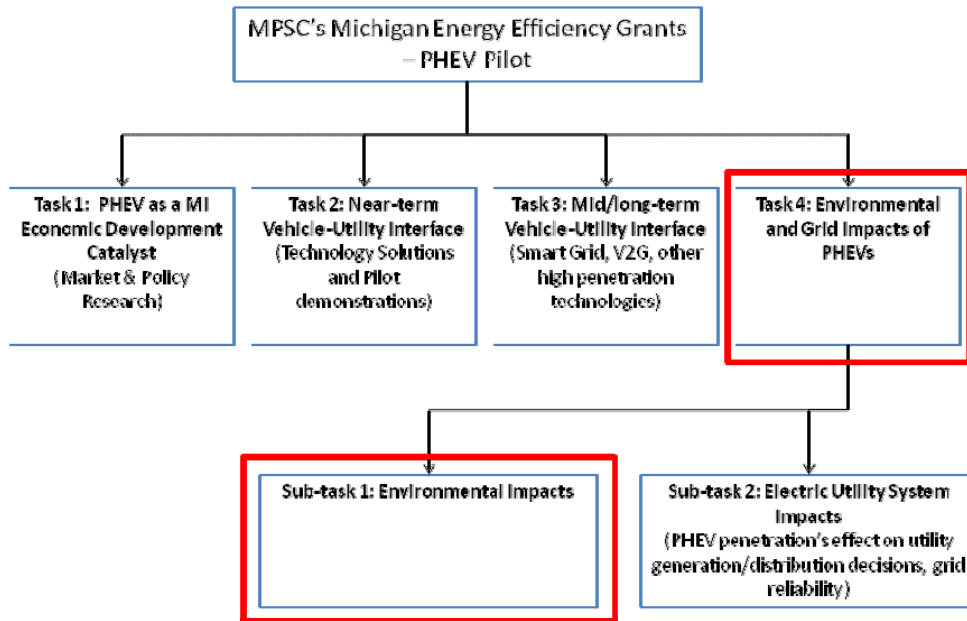 MPSC's Michigan Energy Efficiency Grants
– PHEV Pilot
Task 1: PHEV as a MI
Economic Development
Catalyst
(Market & Policy
Research)
Task 2: Near-term
Vehicle-Utility Interface
(Technology Solutions
and Pilot
demonstrations)
Task 3: Mid/long-term
Vehicle-Utility Interface
(Smart Grid, V2G, other
high penetration
technologies)
Task 4: Environmental
and Grid Impacts of
PHEVs
Sub-task 1: Environmental Impacts
Sub-task 2: Electric Utility System
Impacts
(PHEV penetration's effect on utility
generation/distribution decisions, grid
reliability)